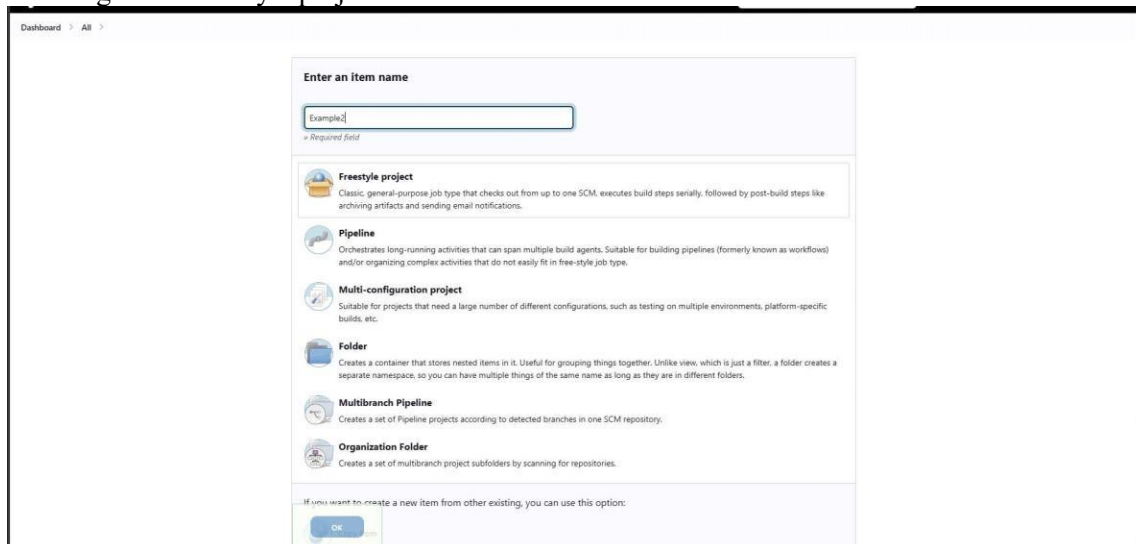 Dashboard > All >
Enter an item name
Example2
» Required field
Freestyle project
Classic, general-purpose job type that checks out from up to one SCM, executes build steps serially, followed by post-build steps like
archiving artifacts and sending email notifications.
Pipeline
Orchestrates long-running activities that can span multiple build agents. Suitable for building pipelines (formerly known as workflows)
and/or organizing complex activities that do not easily fit in free-style job type.
Multi-configuration project
Suitable for projects that need a large number of different configurations, such as testing on multiple environments, platform-specific
builds, etc.
Folder
Creates a container that stores nested items in it. Useful for grouping things together. Unlike view, which is just a filter, a folder creates a
separate namespace, so you can have multiple things of the same name as long as they are in different folders.
Multibranch Pipeline
Creates a set of Pipeline projects according to detected branches in one SCM repository.
Organization Folder
Creates a set of multibranch project subfolders by scanning for repositories.
If you want to create a new item from other existing, you can use this option:
OK